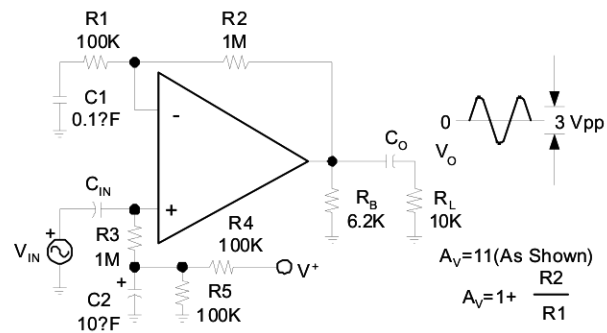 R1
100K
R2
1M
C1
0.1?F
-
+
C_IN
+
V_IN
R3
1M
+
C2
10?F
R4
100K
R5
100K
V+
C_O
R_B
6.2K
R_L
10K
0
V_O
3 Vpp
A_V=11(As Shown)
A_V=1+ R2
R1